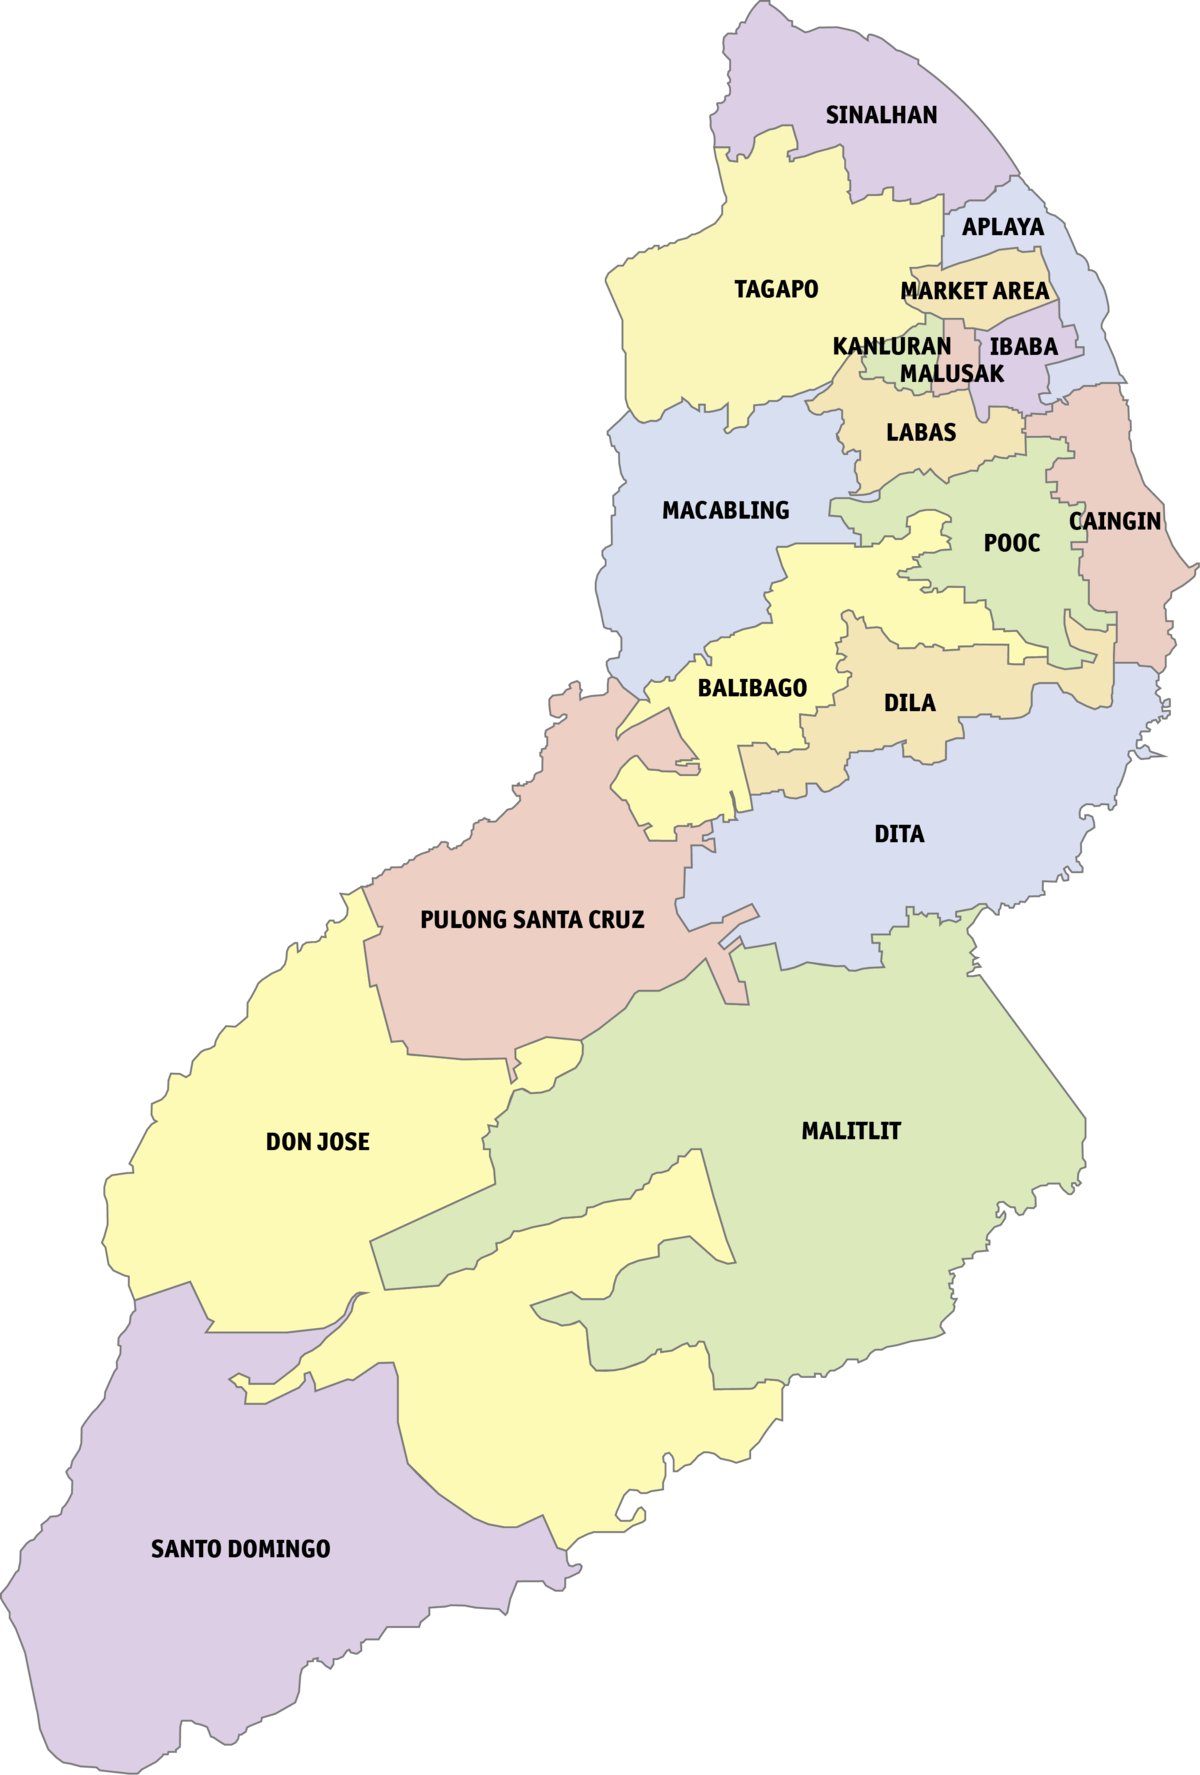 SINALHAN
APLAYA
TAGAPO
MARKET AREA
KANLURAN
IBABA
MALUSAK
LABAS
MACABLING
CAINGIN
POOC
BALIBAGO
DILA
DITA
PULONG SANTA CRUZ
MALITLIT
DON JOSE
SANTO DOMINGO